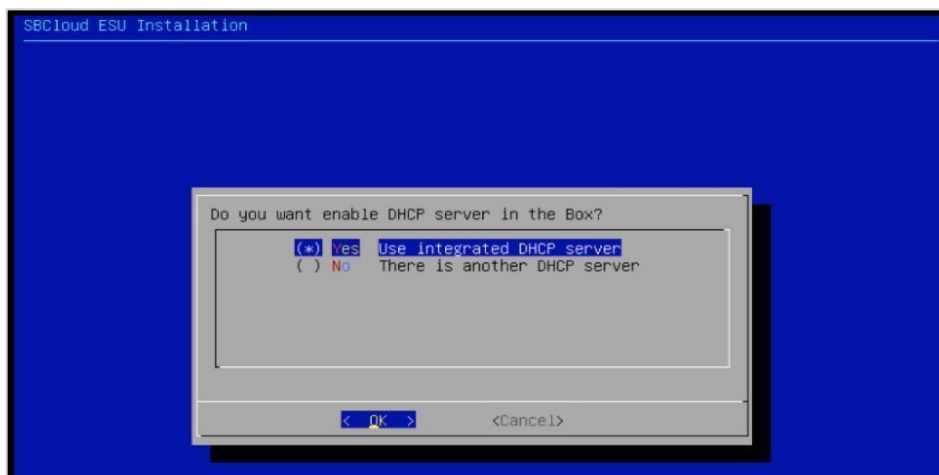 SBCloud ESU Installation
Do you want enable DHCP server in the Box?
(*) Yes Use integrated DHCP server
( ) No There is another DHCP server
< OK > <Cancel>